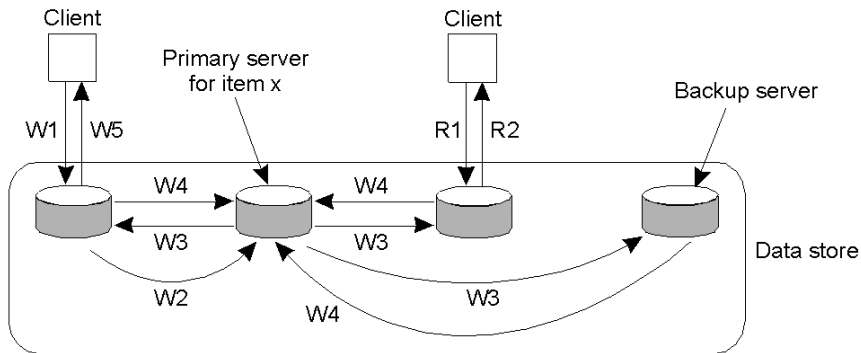 Client
Client
Primary server
for item x
Backup server
W1
W5
R1
R2
W4
W4
W3
W3
Data store
W2
W3
W4